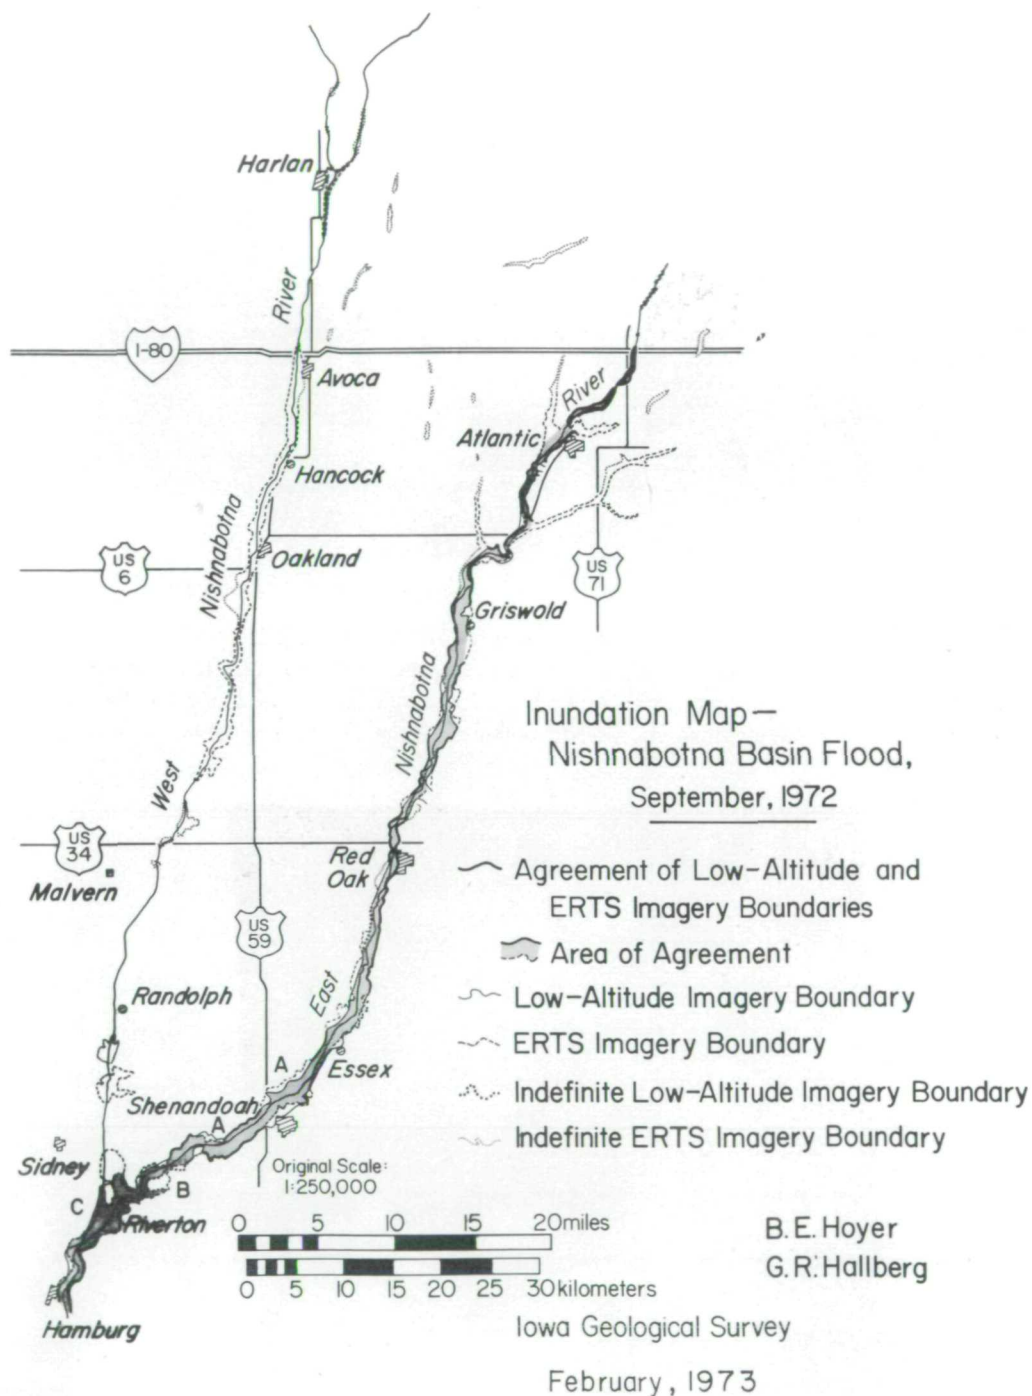 Harlan
River
I-80
Avoca
River
Atlantic
Hancock
Nishnabotna
US
6
Oakland
US
71
Griswold
Nishnabotna
Inundation Map—
Nishnabotna Basin Flood,
September, 1972
West
US
34
Malvern
Red
Oak
Agreement of Low-Altitude and
ERTS Imagery Boundaries
US
59
Area of Agreement
East
Randolph
Low-Altitude Imagery Boundary
ERTS Imagery Boundary
A
Essex
Indefinite Low-Altitude Imagery Boundary
Shenandoah
A
Indefinite ERTS Imagery Boundary
Sidney
Original Scale:
1:250,000
B
C
Riverton
0 5 10 15 20 miles
0 5 10 15 20 25 30 kilometers
B.E. Hoyer
G.R. Hallberg
Hamburg
Iowa Geological Survey
February, 1973